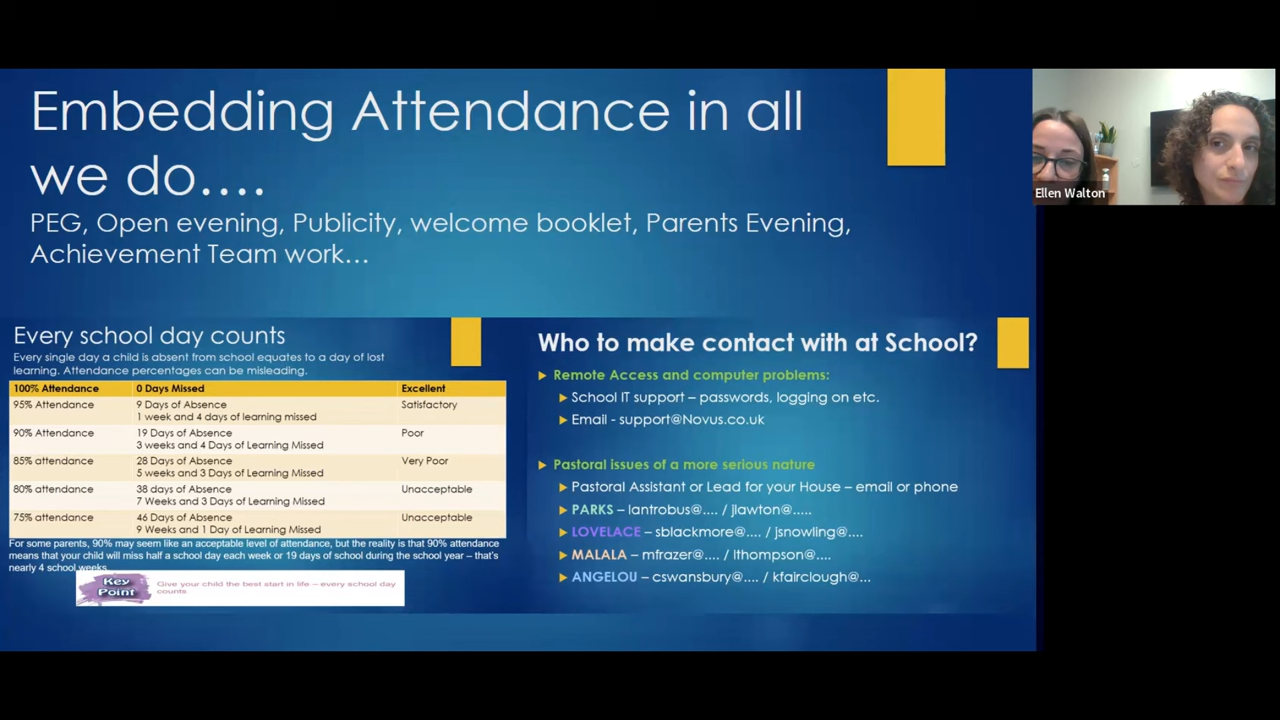 Embedding Attendance in all
we do....
PEG, Open evening, Publicity, welcome booklet, Parents Evening,
Achievement Team work...
Ellen Walton
Every school day counts
Every single day a child is absent from school equates to a day of lost
learning. Attendance percentages can be misleading.
100% Attendance 0 Days Missed Excellent
95% Attendance 9 Days of Absence Satisfactory
1 week and 4 days of learning missed
90% Attendance 19 Days of Absence Poor
3 weeks and 4 Days of Learning Missed
85% attendance 28 Days of Absence Very Poor
5 weeks and 3 Days of Learning Missed
80% attendance 38 days of Absence Unacceptable
7 Weeks and 3 Days of Learning Missed
75% attendance 46 Days of Absence Unacceptable
9 Weeks and 1 Day of Learning Missed
For some parents, 90% may seem like an acceptable level of attendance, but the reality is that 90% attendance
means that your child will miss half a school day each week or 19 days of school during the school year – that's
nearly 4 school weeks.
Key
Point
Give your child the best start in life – every school day
counts
Who to make contact with at School?
Remote Access and computer problems:
School IT support – passwords, logging on etc.
Email - support@Novus.co.uk
Pastoral issues of a more serious nature
Pastoral Assistant or Lead for your House – email or phone
PARKS – lantrobus@.... / jlawton@.....
LOVELACE – sblackmore@.... / jsnowling@....
MALALA – mfrazer@.... / lthompson@....
ANGELOU – cswansbury@.... / kfairclough@...